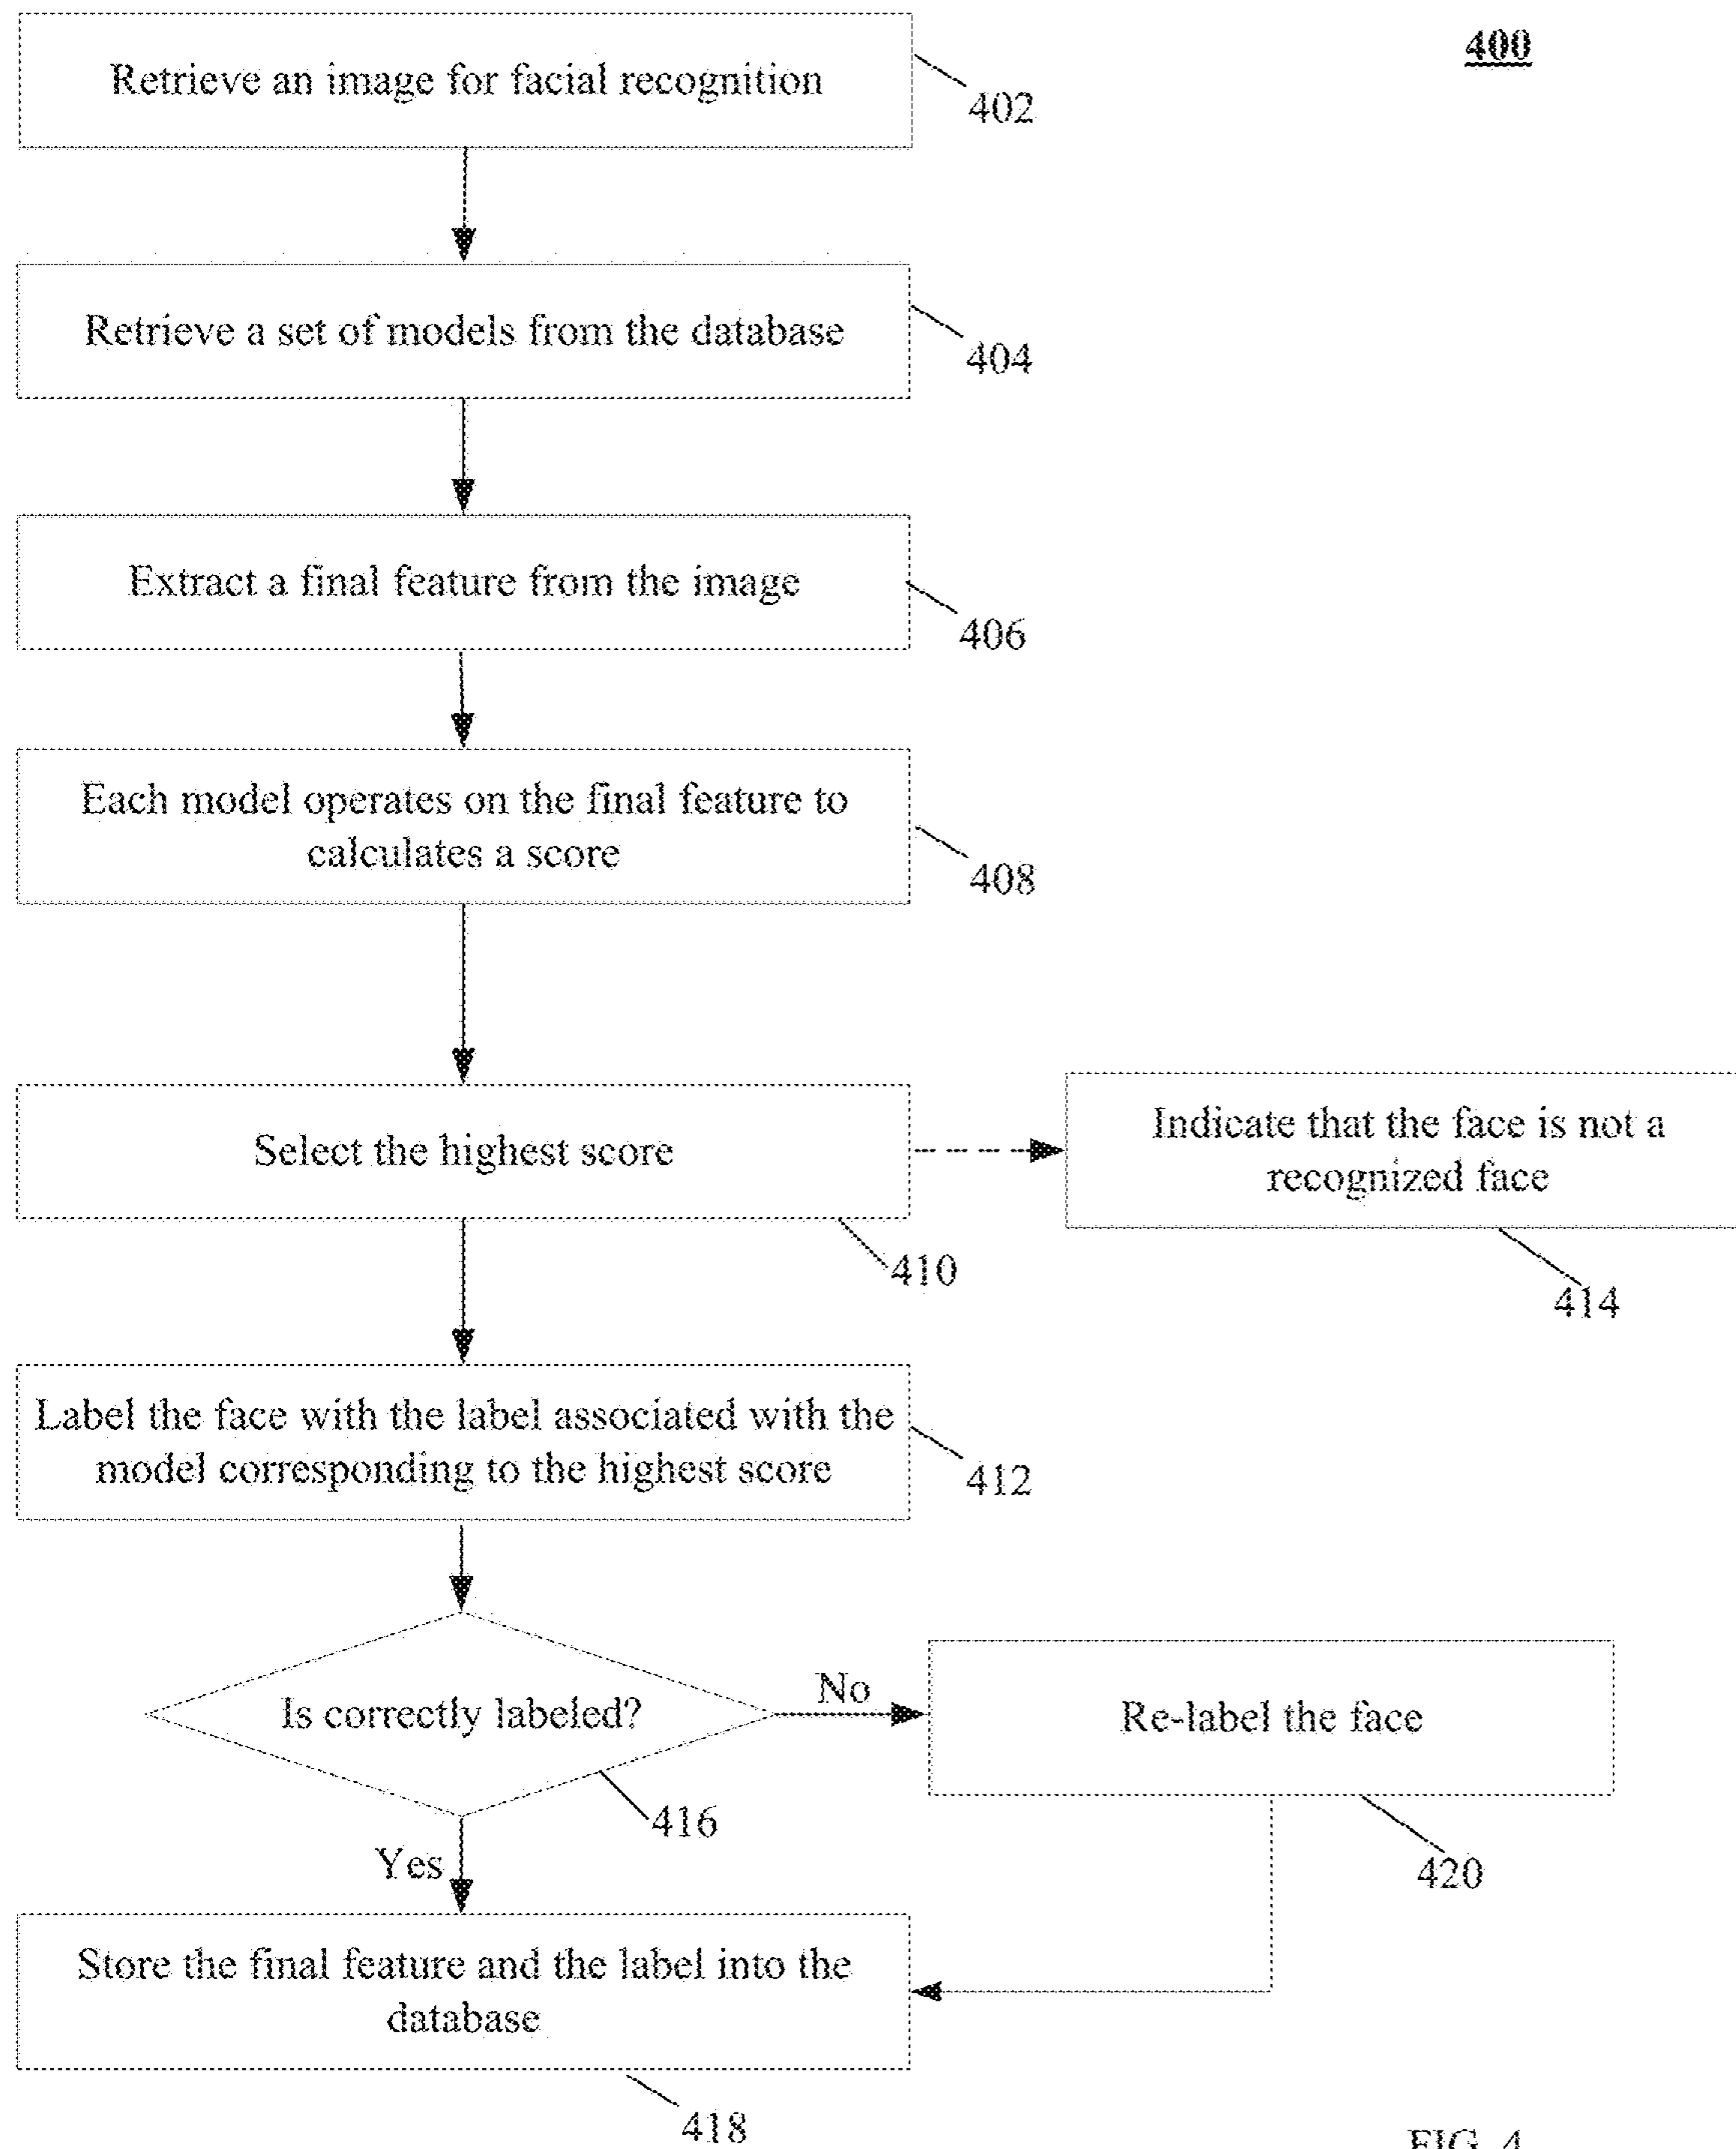 400
Retrieve an image for facial recognition
402
Retrieve a set of models from the database
404
Extract a final feature from the image
406
Each model operates on the final feature to
calculates a score
408
Select the highest score
410
Indicate that the face is not a
recognized face
414
Label the face with the label associated with the
model corresponding to the highest score
412
Is correctly labeled?
416
No
Re-label the face
420
Yes
Store the final feature and the label into the
database
418
FIG. 4